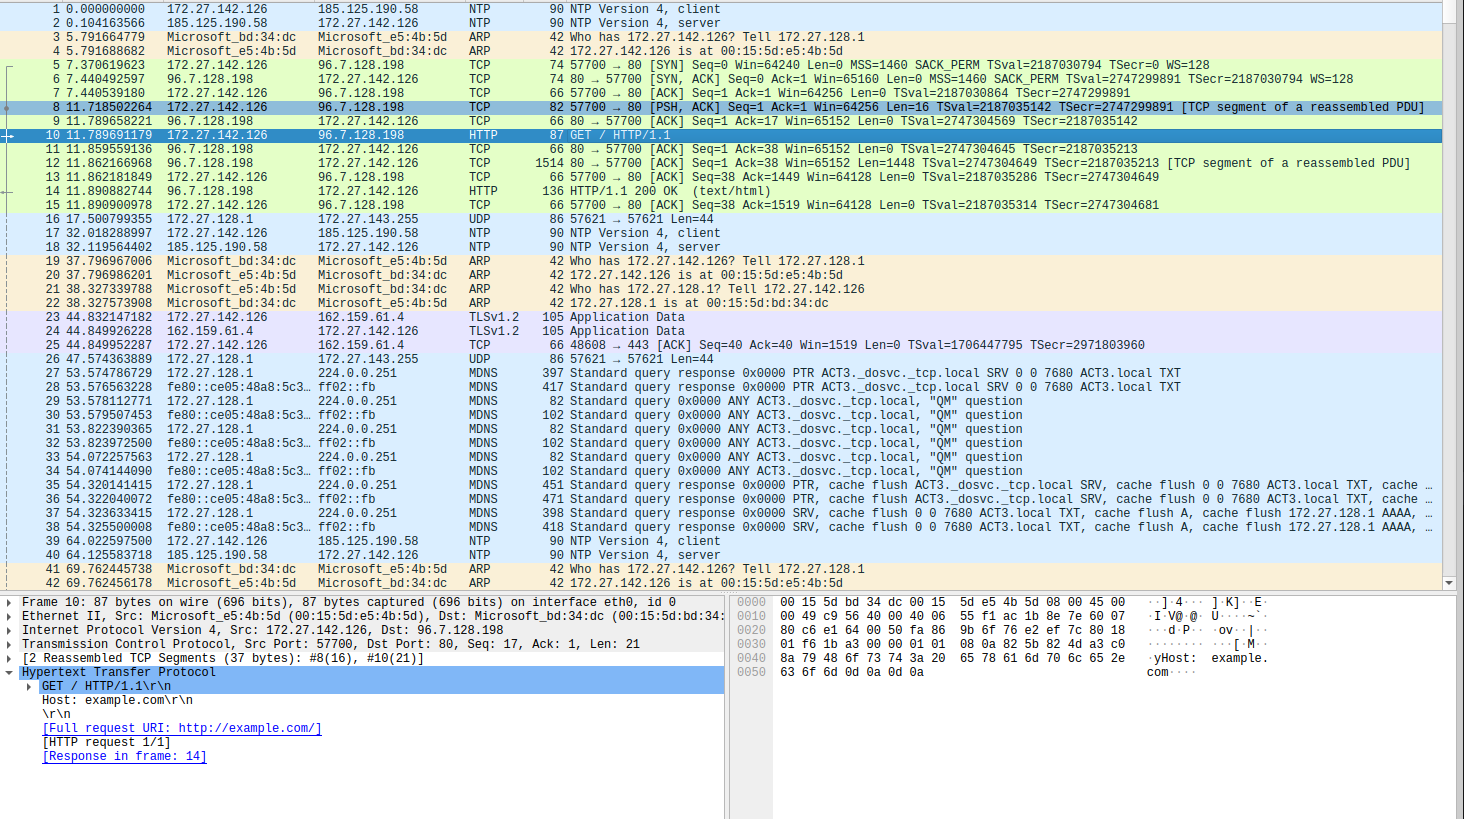 1 0.000000000 172.27.142.126 185.125.190.58 NTP 90 NTP Version 4, client
2 0.104163566 185.125.190.58 172.27.142.126 NTP 90 NTP Version 4, server
3 5.791664779 Microsoft_bd:34:dc Microsoft_e5:4b:5d ARP 42 Who has 172.27.142.126? Tell 172.27.128.1
4 5.791688682 Microsoft_e5:4b:5d Microsoft_bd:34:dc ARP 42 172.27.142.126 is at 00:15:5d:e5:4b:5d
5 7.370619623 172.27.142.126 96.7.128.198 TCP 74 57700 → 80 [SYN] Seq=0 Win=64240 Len=0 MSS=1460 SACK_PERM TSval=2187030794 TSecr=0 WS=128
6 7.440492597 96.7.128.198 172.27.142.126 TCP 74 80 → 57700 [SYN, ACK] Seq=0 Ack=1 Win=65160 Len=0 MSS=1460 SACK_PERM TSval=2747299891 TSecr=2187030794 WS=128
7 7.440539180 172.27.142.126 96.7.128.198 TCP 66 57700 → 80 [ACK] Seq=1 Ack=1 Win=64256 Len=0 TSval=2187030864 TSecr=2747299891
8 11.718502264 172.27.142.126 96.7.128.198 TCP 82 57700 → 80 [PSH, ACK] Seq=1 Ack=1 Win=64256 Len=16 TSval=2187035142 TSecr=2747299891 [TCP segment of a reassembled PDU]
9 11.789658221 96.7.128.198 172.27.142.126 TCP 66 80 → 57700 [ACK] Seq=1 Ack=17 Win=65152 Len=0 TSval=2747304569 TSecr=2187035142
10 11.789691179 172.27.142.126 96.7.128.198 HTTP 87 GET / HTTP/1.1
11 11.859559136 96.7.128.198 172.27.142.126 TCP 66 80 → 57700 [ACK] Seq=1 Ack=38 Win=65152 Len=0 TSval=2747304645 TSecr=2187035213
12 11.862166968 96.7.128.198 172.27.142.126 TCP 1514 80 → 57700 [ACK] Seq=1 Ack=38 Win=65152 Len=1448 TSval=2747304649 TSecr=2187035213 [TCP segment of a reassembled PDU]
13 11.862181849 172.27.142.126 96.7.128.198 TCP 66 57700 → 80 [ACK] Seq=38 Ack=1449 Win=64128 Len=0 TSval=2187035286 TSecr=2747304649
14 11.890882744 96.7.128.198 172.27.142.126 HTTP 136 HTTP/1.1 200 OK (text/html)
15 11.890900978 172.27.142.126 96.7.128.198 TCP 66 57700 → 80 [ACK] Seq=38 Ack=1519 Win=64128 Len=0 TSval=2187035314 TSecr=2747304681
16 17.500799355 172.27.128.1 172.27.143.255 UDP 86 57621 → 57621 Len=44
17 32.018288997 172.27.142.126 185.125.190.58 NTP 90 NTP Version 4, client
18 32.119564402 185.125.190.58 172.27.142.126 NTP 90 NTP Version 4, server
19 37.796967006 Microsoft_bd:34:dc Microsoft_e5:4b:5d ARP 42 Who has 172.27.142.126? Tell 172.27.128.1
20 37.796986201 Microsoft_e5:4b:5d Microsoft_bd:34:dc ARP 42 172.27.142.126 is at 00:15:5d:e5:4b:5d
21 38.327339788 Microsoft_e5:4b:5d Microsoft_bd:34:dc ARP 42 Who has 172.27.128.1? Tell 172.27.142.126
22 38.327573908 Microsoft_bd:34:dc Microsoft_e5:4b:5d ARP 42 172.27.128.1 is at 00:15:5d:bd:34:dc
23 44.832147182 172.27.142.126 162.159.61.4 TLSv1.2 105 Application Data
24 44.849926228 162.159.61.4 172.27.142.126 TLSv1.2 105 Application Data
25 44.849952287 172.27.142.126 162.159.61.4 TCP 66 48608 → 443 [ACK] Seq=40 Ack=40 Win=1519 Len=0 TSval=1706447795 TSecr=2971803960
26 47.574363889 172.27.128.1 172.27.143.255 UDP 86 57621 → 57621 Len=44
27 53.574786729 172.27.128.1 224.0.0.251 MDNS 397 Standard query response 0x0000 PTR ACT3._dosvc._tcp.local SRV 0 0 7680 ACT3.local TXT
28 53.576563228 fe80::ce05:48a8:5c3… ff02::fb MDNS 417 Standard query response 0x0000 PTR ACT3._dosvc._tcp.local SRV 0 0 7680 ACT3.local TXT
29 53.578112771 172.27.128.1 224.0.0.251 MDNS 82 Standard query 0x0000 ANY ACT3._dosvc._tcp.local, "QM" question
30 53.579507453 fe80::ce05:48a8:5c3… ff02::fb MDNS 102 Standard query 0x0000 ANY ACT3._dosvc._tcp.local, "QM" question
31 53.822390365 172.27.128.1 224.0.0.251 MDNS 82 Standard query 0x0000 ANY ACT3._dosvc._tcp.local, "QM" question
32 53.823972500 fe80::ce05:48a8:5c3… ff02::fb MDNS 102 Standard query 0x0000 ANY ACT3._dosvc._tcp.local, "QM" question
33 54.072257563 172.27.128.1 224.0.0.251 MDNS 82 Standard query 0x0000 ANY ACT3._dosvc._tcp.local, "QM" question
34 54.074144090 fe80::ce05:48a8:5c3… ff02::fb MDNS 102 Standard query 0x0000 ANY ACT3._dosvc._tcp.local, "QM" question
35 54.320141415 172.27.128.1 224.0.0.251 MDNS 451 Standard query response 0x0000 PTR, cache flush ACT3._dosvc._tcp.local SRV, cache flush 0 0 7680 ACT3.local TXT, cache …
36 54.322040072 fe80::ce05:48a8:5c3… ff02::fb MDNS 471 Standard query response 0x0000 PTR, cache flush ACT3._dosvc._tcp.local SRV, cache flush 0 0 7680 ACT3.local TXT, cache …
37 54.323633415 172.27.128.1 224.0.0.251 MDNS 398 Standard query response 0x0000 SRV, cache flush 0 0 7680 ACT3.local TXT, cache flush A, cache flush 172.27.128.1 AAAA, …
38 54.325500008 fe80::ce05:48a8:5c3… ff02::fb MDNS 418 Standard query response 0x0000 SRV, cache flush 0 0 7680 ACT3.local TXT, cache flush A, cache flush 172.27.128.1 AAAA, …
39 64.022597500 172.27.142.126 185.125.190.58 NTP 90 NTP Version 4, client
40 64.125583718 185.125.190.58 172.27.142.126 NTP 90 NTP Version 4, server
41 69.762445738 Microsoft_bd:34:dc Microsoft_e5:4b:5d ARP 42 Who has 172.27.142.126? Tell 172.27.128.1
42 69.762456178 Microsoft_e5:4b:5d Microsoft_bd:34:dc ARP 42 172.27.142.126 is at 00:15:5d:e5:4b:5d
Frame 10: 87 bytes on wire (696 bits), 87 bytes captured (696 bits) on interface eth0, id 0
Ethernet II, Src: Microsoft_e5:4b:5d (00:15:5d:e5:4b:5d), Dst: Microsoft_bd:34:dc (00:15:5d:bd:34:
Internet Protocol Version 4, Src: 172.27.142.126, Dst: 96.7.128.198
Transmission Control Protocol, Src Port: 57700, Dst Port: 80, Seq: 17, Ack: 1, Len: 21
[2 Reassembled TCP Segments (37 bytes): #8(16), #10(21)]
Hypertext Transfer Protocol
GET / HTTP/1.1\r\n
Host: example.com\r\n
\r\n
[Full request URI: http://example.com/]
[HTTP request 1/1]
[Response in frame: 14]
0000 00 15 5d bd 34 dc 00 15 5d e5 4b 5d 08 00 45 00 ··]·4··· ]·K]··E·
0010 00 49 c9 56 40 00 40 06 55 f1 ac 1b 8e 7e 60 07 ·I·V@·@· U····~`·
0020 80 c6 e1 64 00 50 fa 86 9b 6f 76 e2 ef 7c 80 18 ···d·P·· ·ov··|··
0030 01 f6 1b a3 00 00 01 01 08 0a 82 5b 82 4d a3 c0 ········ ···[·M··
0040 8a 79 48 6f 73 74 3a 20 65 78 61 6d 70 6c 65 2e ·yHost: example.
0050 63 6f 6d 0d 0a 0d 0a com····